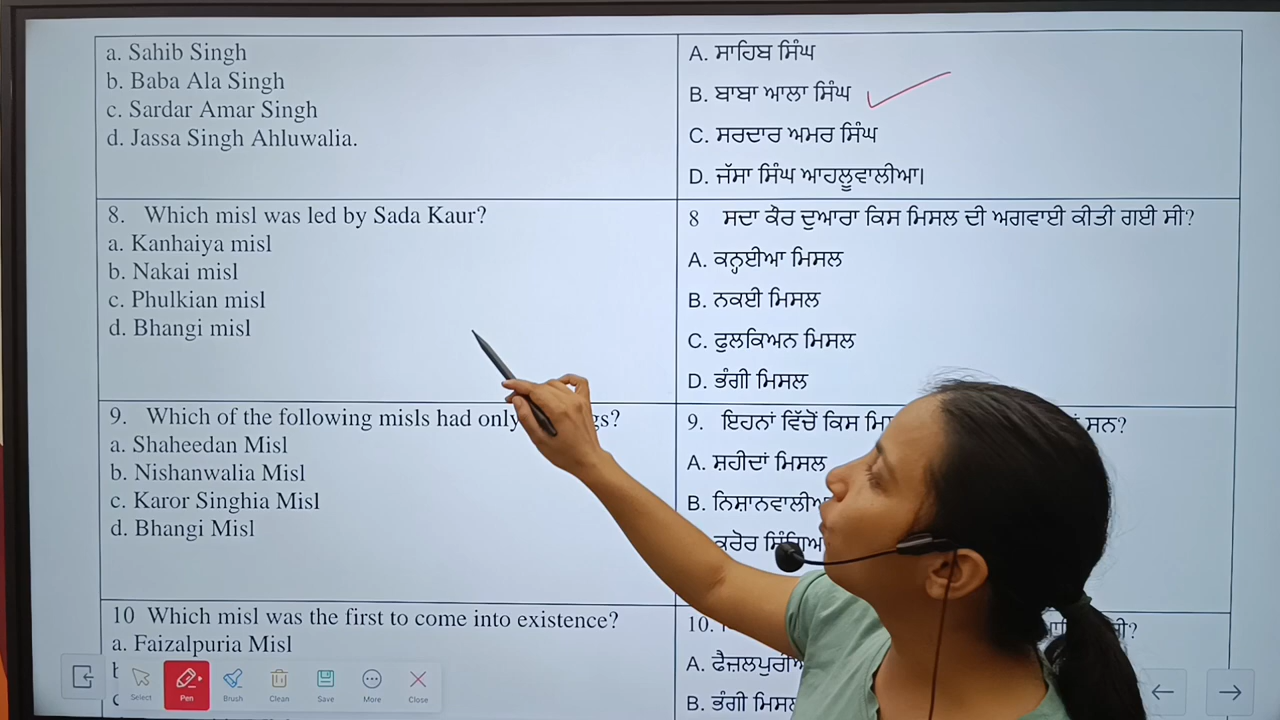 a. Sahib Singh
b. Baba Ala Singh
c. Sardar Amar Singh
d. Jassa Singh Ahluwalia.
A. ਸਾਹਿਬ ਸਿੰਘ
B. ਬਾਬਾ ਆਲਾ ਸਿੰਘ
C. ਸਰਦਾਰ ਅਮਰ ਸਿੰਘ
D. ਜੱਸਾ ਸਿੰਘ ਆਹਲੂਵਾਲੀਆ।
8. Which misl was led by Sada Kaur?
a. Kanhaiya misl
b. Nakai misl
c. Phulkian misl
d. Bhangi misl
8 ਸਦਾ ਕੌਰ ਦੁਆਰਾ ਕਿਸ ਮਿਸਲ ਦੀ ਅਗਵਾਈ ਕੀਤੀ ਗਈ ਸੀ?
A. ਕਨ੍ਹਈਆ ਮਿਸਲ
B. ਨਕਈ ਮਿਸਲ
C. ਫੁਲਕਿਅਨ ਮਿਸਲ
D. ਭੰਗੀ ਮਿਸਲ
9. Which of the following misls had only
a. Shaheedan Misl
b. Nishanwalia Misl
c. Karor Singhia Misl
d. Bhangi Misl
9. ਇਹਨਾਂ ਵਿੱਚੋਂ ਕਿਸ ਸਨ?
A. ਸ਼ਹੀਦਾਂ ਮਿਸਲ
B.
ਕਰੋਰ
10 Which misl was the first to come into existence?
a. Faizalpuria Misl
10.
A.
B. ਭੰਗੀ
Select
Pen
Brush
Clean
Save
More
Close